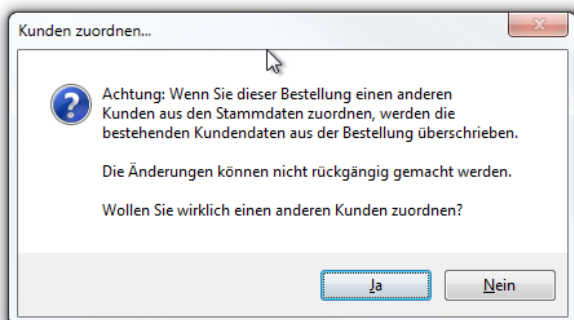 Kunden zuordnen...
Achtung: Wenn Sie dieser Bestellung einen anderen
Kunden aus den Stammdaten zuordnen, werden die
bestehenden Kundendaten aus der Bestellung überschrieben.
Die Änderungen können nicht rückgängig gemacht werden.
Wollen Sie wirklich einen anderen Kunden zuordnen?
Ja
Nein